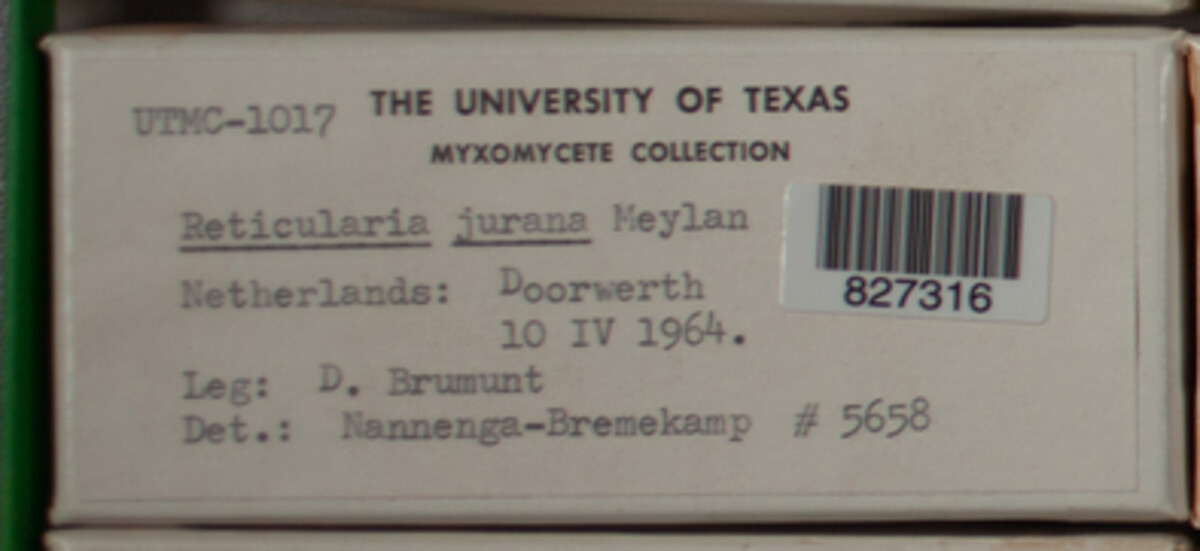 UTMC-1017 THE UNIVERSITY OF TEXAS
MYXOMYCETE COLLECTION
Reticularia jurana Meylan
827316
Netherlands: Doorwerth
10 IV 1964.
Leg: D. Brumunt
Det.: Nannenga-Bremekamp # 5658